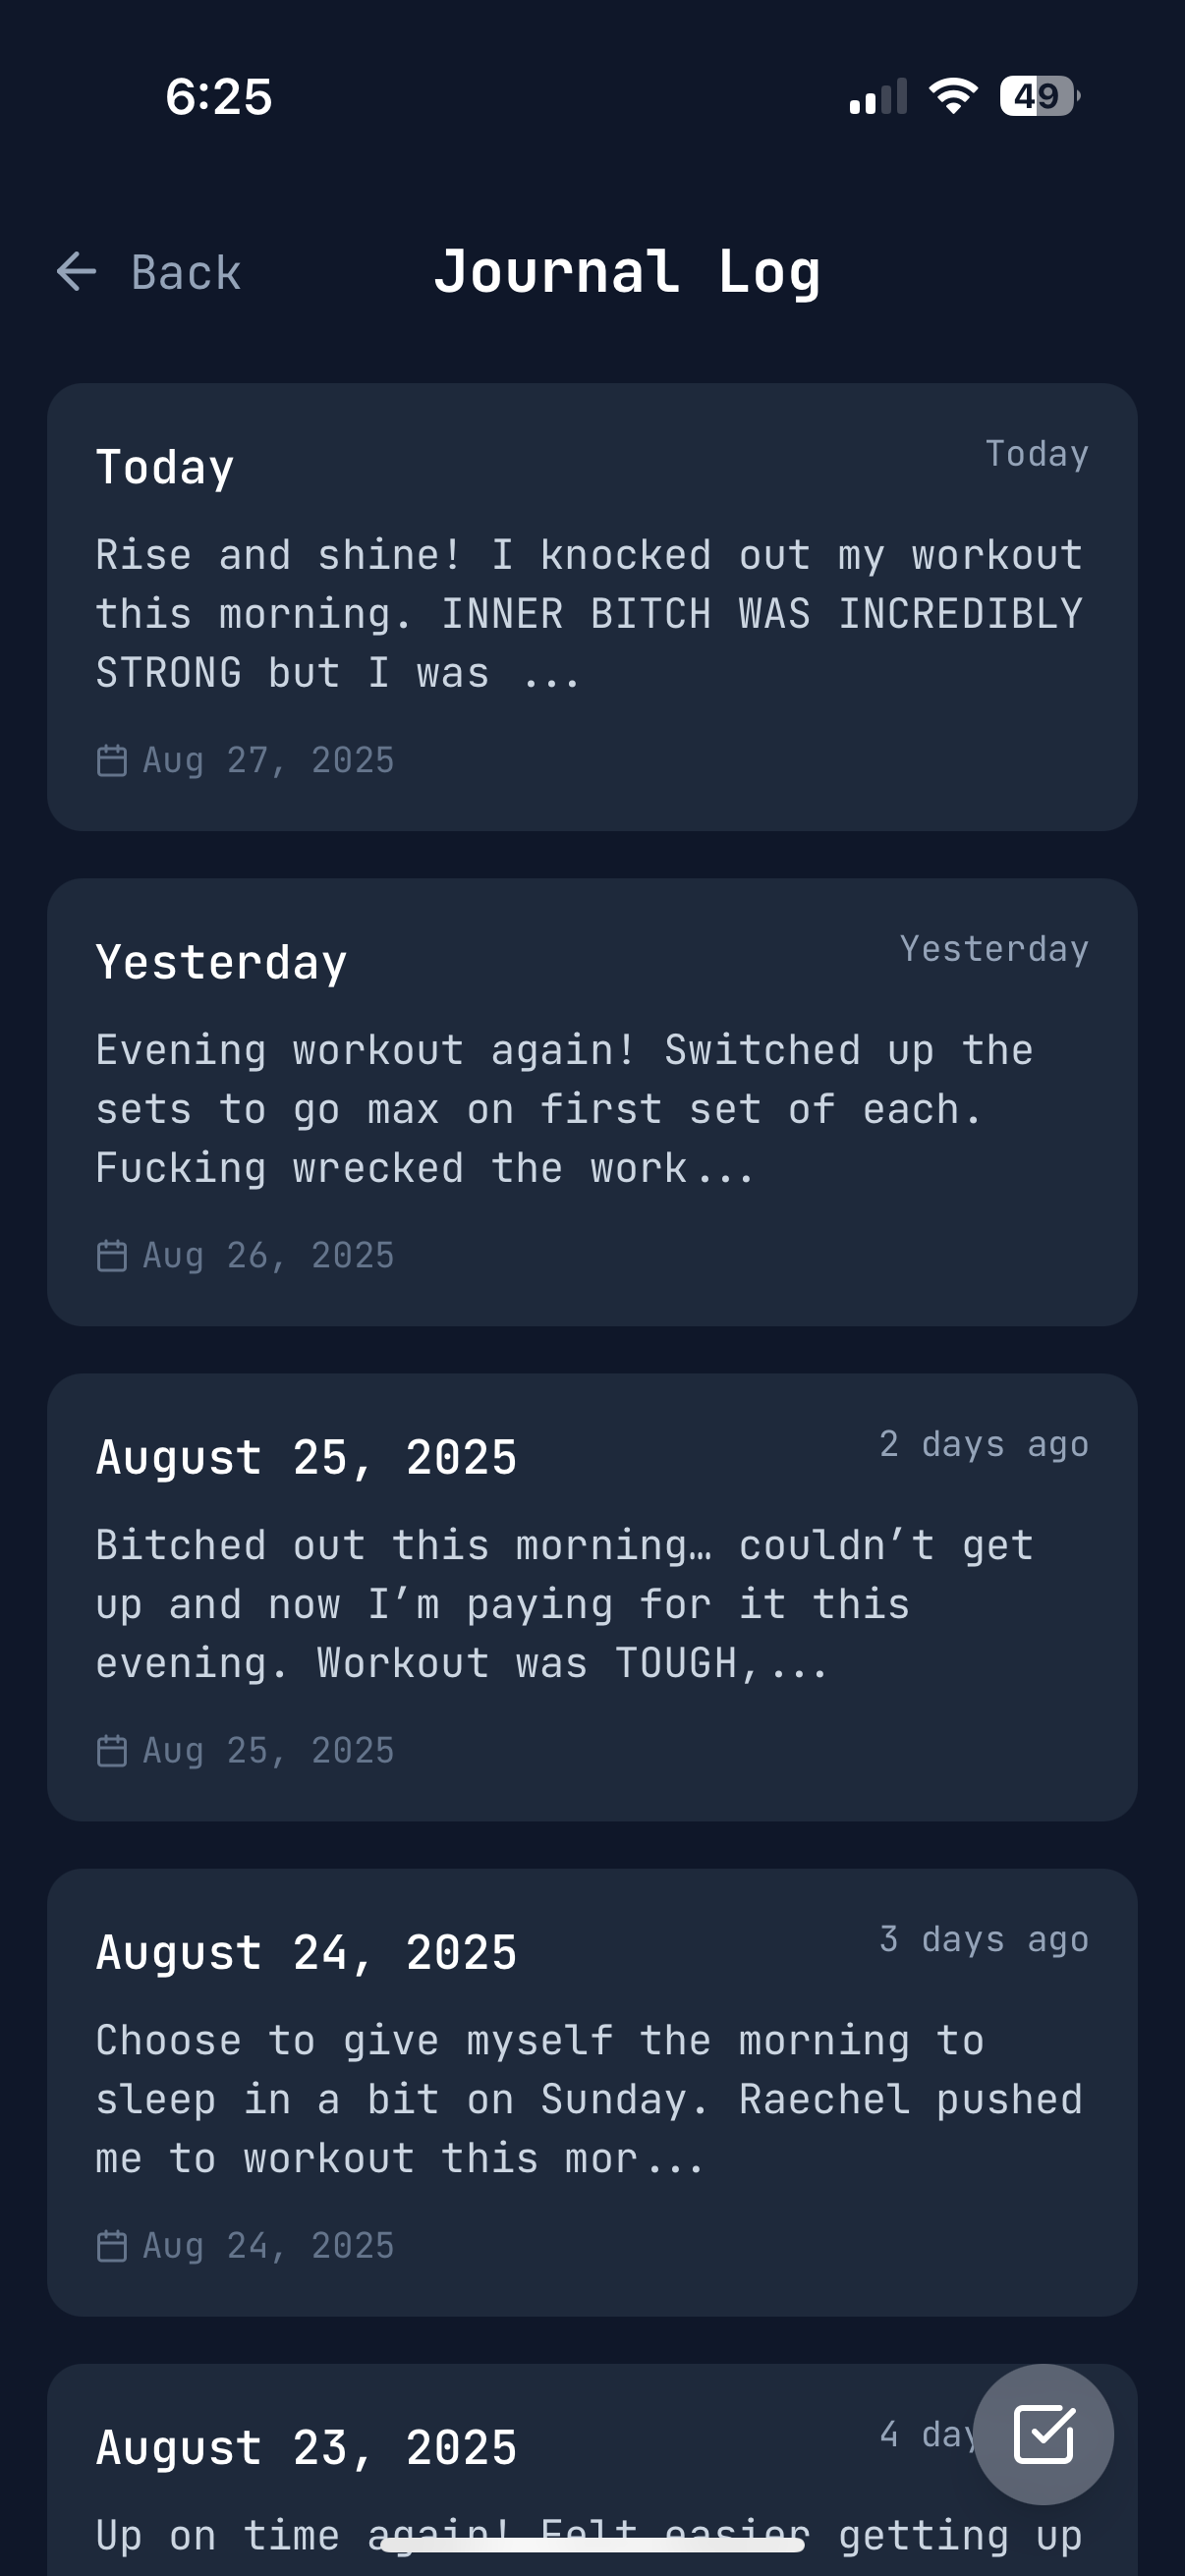 6:25
49
Back
Journal Log
Today
Today
Rise and shine! I knocked out my workout
this morning. INNER BITCH WAS INCREDIBLY
STRONG but I was ...
Aug 27, 2025
Yesterday
Yesterday
Evening workout again! Switched up the
sets to go max on first set of each.
Fucking wrecked the work...
Aug 26, 2025
August 25, 2025
2 days ago
Bitched out this morning… couldn’t get
up and now I’m paying for it this
evening. Workout was TOUGH,...
Aug 25, 2025
August 24, 2025
3 days ago
Choose to give myself the morning to
sleep in a bit on Sunday. Raechel pushed
me to workout this mor...
Aug 24, 2025
August 23, 2025
4 day
Up on time again! Felt easier getting up